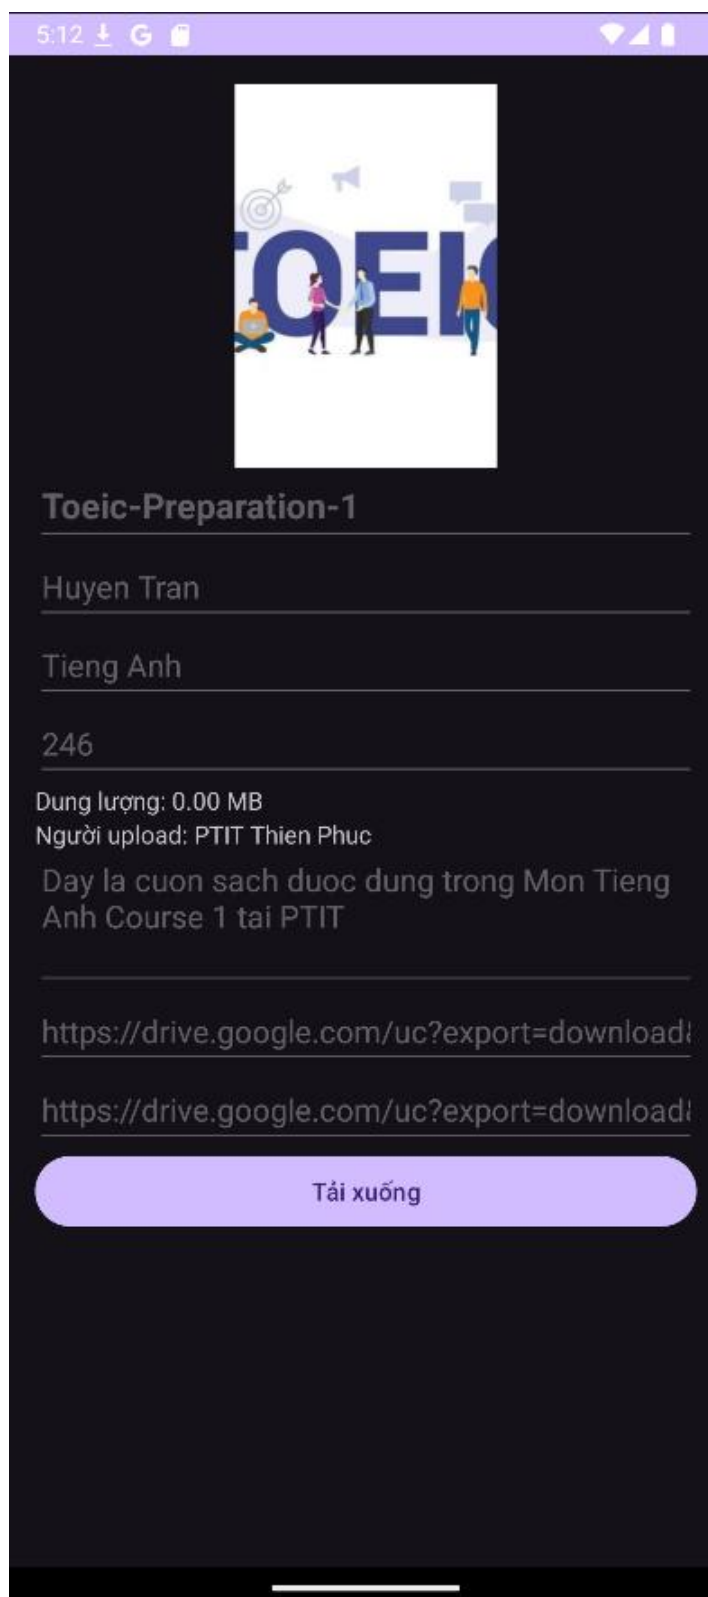 5:12 G
TOEIC
Toeic-Preparation-1
Huyen Tran
Tieng Anh
246
Dung lượng: 0.00 MB
Người upload: PTIT Thien Phuc
Day la cuon sach duoc dung trong Mon Tieng
Anh Course 1 tai PTIT
https://drive.google.com/uc?export=download&
https://drive.google.com/uc?export=download&
Tải xuống